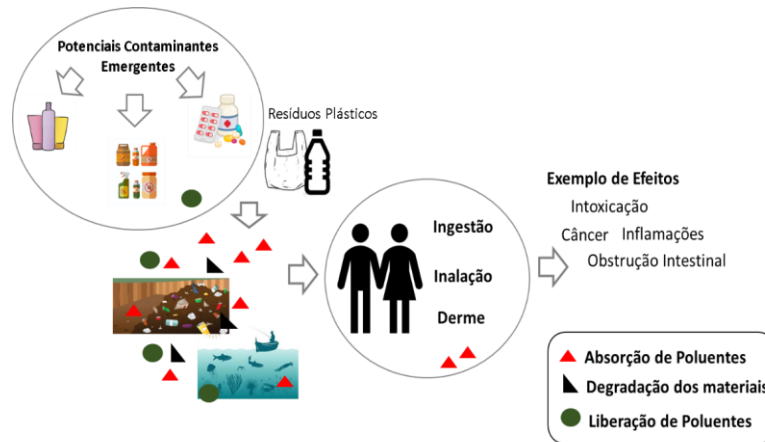 Potenciais Contaminantes
Emergentes
Resíduos Plásticos
Ingestão
Inalação
Derme
Exemplo de Efeitos
Intoxicação
Câncer Inflamações
Obstrução Intestinal
Absorção de Poluentes
Degradação dos materiais
Liberação de Poluentes